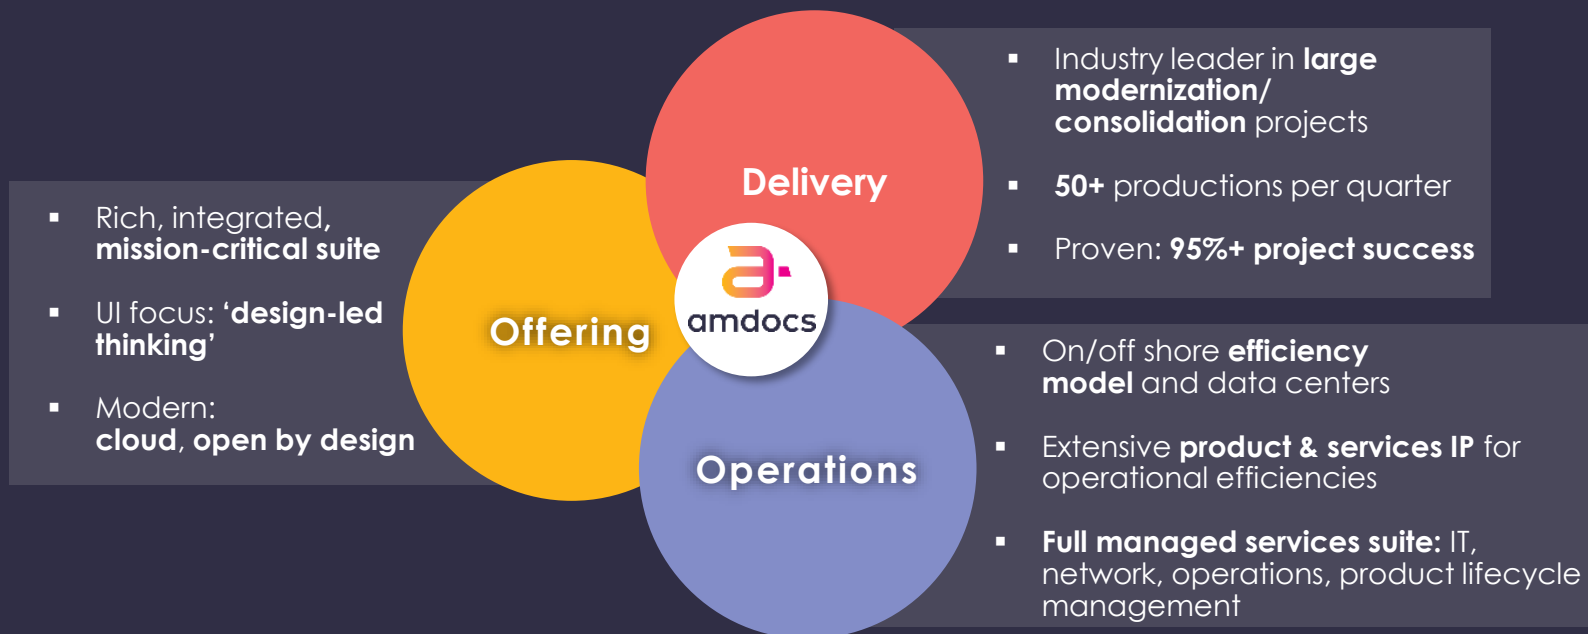 Delivery
▪ Industry leader in large
modernization/
consolidation projects
▪ 50+ productions per quarter
▪ Proven: 95%+ project success
▪ Rich, integrated,
mission-critical suite
▪ UI focus: ‘design-led
thinking’
▪ Modern:
cloud, open by design
Offering
amdocs
Operations
▪ On/off shore efficiency
model and data centers
▪ Extensive product & services IP for
operational efficiencies
▪ Full managed services suite: IT,
network, operations, product lifecycle
management